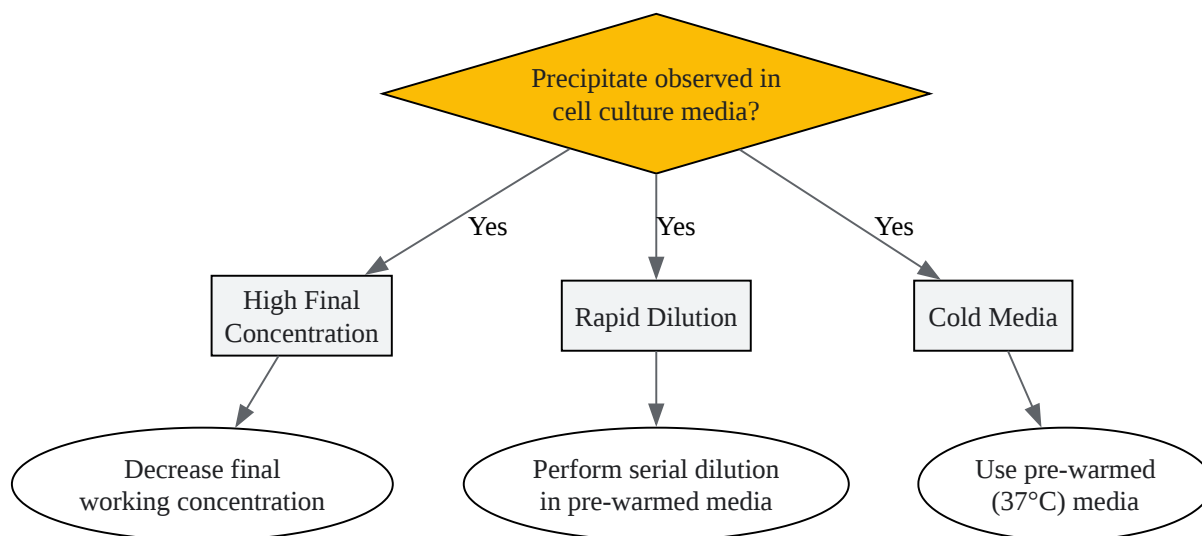 Precipitate observed in
cell culture media?
Yes
Yes
Yes
High Final
Concentration
Rapid Dilution
Cold Media
Decrease final
working concentration
Perform serial dilution
in pre-warmed media
Use pre-warmed
(37°C) media